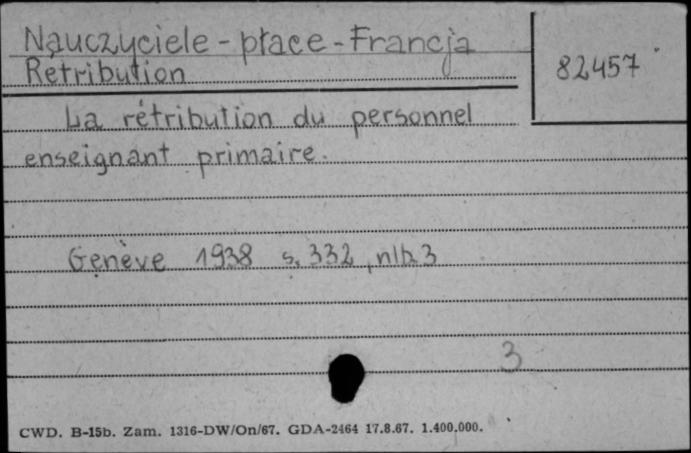 Nauczyciele - płace - Francja
82457
Retribution
La rétribution du personnel
enseignant primaire.
Genève 1938 s. 332, nlb. 3
3
CWD. B-15b. Zam. 1316-DW/On/67. GDA-2464 17.8.67. 1.400.000.